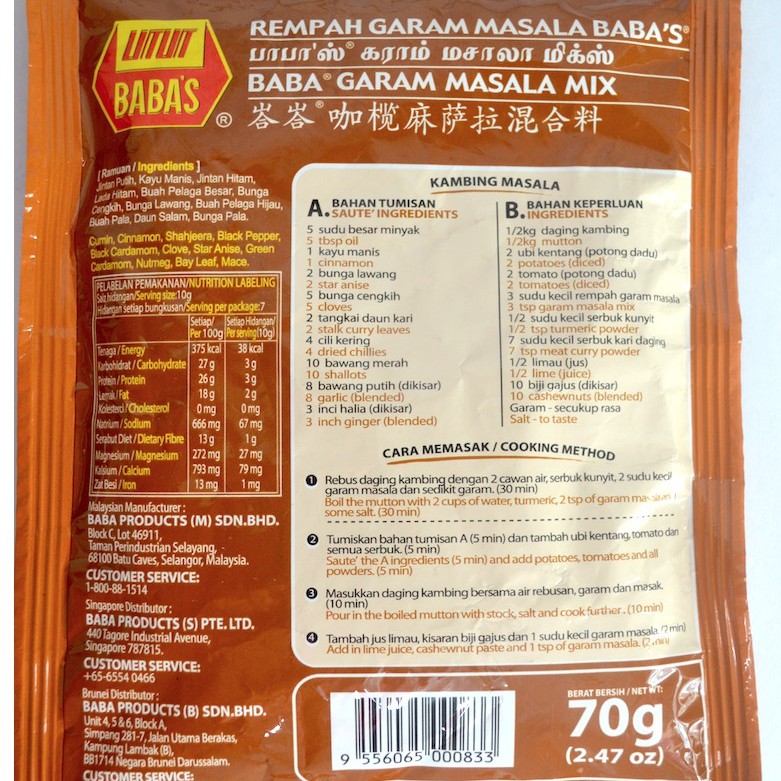 BABA'S
®
REMPAH GARAM MASALA BABA'S®
பாபா'ஸ்® கராம் மசாலா மிக்ஸ்
BABA® GARAM MASALA MIX
峇峇®咖榄麻萨拉混合料
[ Ramuan / Ingredients ]
Jintan Putih, Kayu Manis, Jintan Hitam,
Lada Hitam, Buah Pelaga Besar, Bunga
Cengkih, Bunga Lawang, Buah Pelaga Hijau,
Buah Pala, Daun Salam, Bunga Pala.
Cumin, Cinnamon, Shahjeera, Black Pepper,
Black Cardamom, Clove, Star Anise, Green
Cardamom, Nutmeg, Bay Leaf, Mace.
PELABELAN PEMAKANAN/NUTRITION LABELING
Saiz hidangan/Serving size:10g
Hidangan setiap bungkusan/Serving per package:7
Setiap/ Setiap Hidangan/
Per 100g Per serving(10g)
Tenaga / Energy 375 kcal 38 kcal
Karbohidrat / Carbohydrate 27 g 3 g
Protein / Protein 26 g 3 g
Lemak / Fat 18 g 2 g
Kolesterol / Cholesterol 0 mg 0 mg
Natrium / Sodium 666 mg 67 mg
Serabut Diet / Dietary Fibre 13 g 1 g
Magnesium / Magnesium 272 mg 27 mg
Kalsium / Calcium 793 mg 79 mg
Zat Besi / Iron 13 mg 1 mg
Malaysian Manufacturer :
BABA PRODUCTS (M) SDN.BHD.
Block C, Lot 46911,
Taman Perindustrian Selayang,
68100 Batu Caves, Selangor, Malaysia.
CUSTOMER SERVICE:
1-800-88-1514
Singapore Distributor :
BABA PRODUCTS (S) PTE. LTD.
440 Tagore Industrial Avenue,
Singapore 787815.
CUSTOMER SERVICE:
+65-6554 0466
Brunei Distributor :
BABA PRODUCTS (B) SDN.BHD.
Unit 4, 5 & 6, Block A,
Simpang 281-7, Jalan Utama Berakas,
Kampung Lambak (B),
BB1714 Negara Brunei Darussalam.
CUSTOMER SERVICE:
KAMBING MASALA
A. BAHAN TUMISAN
SAUTE' INGREDIENTS
5 sudu besar minyak
5 tbsp oil
1 kayu manis
1 cinnamon
2 bunga lawang
2 star anise
5 bunga cengkih
5 cloves
2 tangkai daun kari
2 stalk curry leaves
4 cili kering
4 dried chillies
10 bawang merah
10 shallots
8 bawang putih (dikisar)
8 garlic (blended)
3 inci halia (dikisar)
3 inch ginger (blended)
B. BAHAN KEPERLUAN
INGREDIENTS
1/2kg daging kambing
1/2kg mutton
2 ubi kentang (potong dadu)
2 potatoes (diced)
2 tomato (potong dadu)
2 tomatoes (diced)
3 sudu kecil rempah garam masala
3 tsp garam masala mix
1/2 sudu kecil serbuk kunyit
1/2 tsp turmeric powder
7 sudu kecil serbuk kari daging
7 tsp meat curry powder
1/2 limau (jus)
1/2 lime (juice)
10 biji gajus (dikisar)
10 cashewnuts (blended)
Garam - secukup rasa
Salt - to taste
CARA MEMASAK / COOKING METHOD
1 Rebus daging kambing dengan 2 cawan air, serbuk kunyit, 2 sudu kecil
garam masala dan sedikit garam. (30 min)
Boil the mutton with 2 cups of water, turmeric, 2 tsp of garam masala
some salt. (30 min)
2 Tumiskan bahan tumisan A (5 min) dan tambah ubi kentang, tomato dan
semua serbuk. (5 min)
Saute' the A ingredients (5 min) and add potatoes, tomatoes and all
powders. (5 min)
3 Masukkan daging kambing bersama air rebusan, garam dan masak.
(10 min)
Pour in the boiled mutton with stock, salt and cook further. (10 min)
4 Tambah jus limau, kisaran biji gajus dan 1 sudu kecil garam masala. (2 min)
Add in lime juice, cashewnut paste and 1 tsp of garam masala. (2 min)
9 556065 000833
BERAT BERSIH / NET WT:
70g
(2.47 oz)